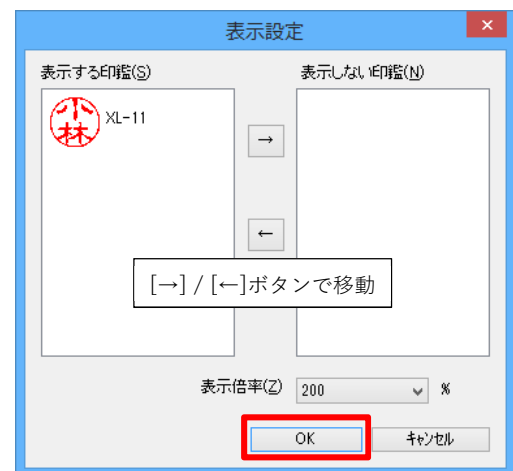 表示設定
×
表示する印鑑(S)
表示しない印鑑(N)
小林
XL-11
→
←
[→] / [←]ボタンで移動
表示倍率(Z) 200 %
OK キャンセル